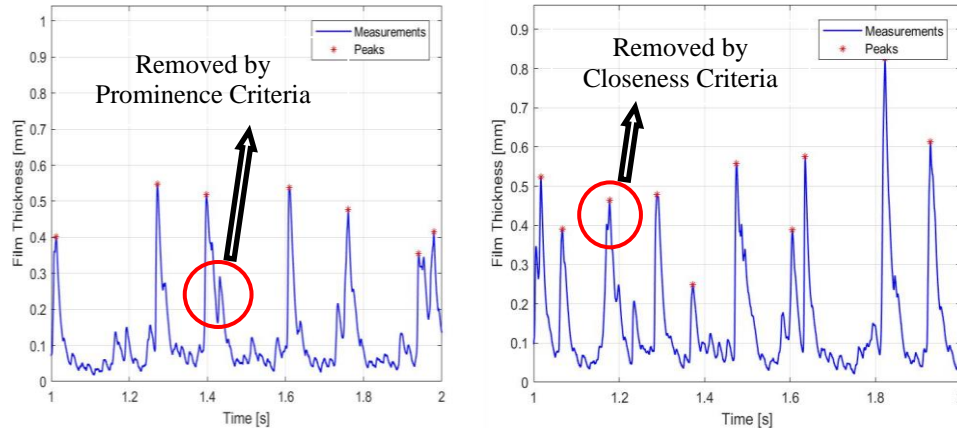 Measurements
Peaks
Removed by
Prominence Criteria
Film Thickness [mm]
1
0.9
0.8
0.7
0.6
0.5
0.4
0.3
0.2
0.1
0
1 1.2 1.4 1.6 1.8 2
Time [s]
Measurements
Peaks
Removed by
Closeness Criteria
Film Thickness [mm]
0.9
0.8
0.7
0.6
0.5
0.4
0.3
0.2
0.1
0
1 1.2 1.4 1.6 1.8 2
Time [s]